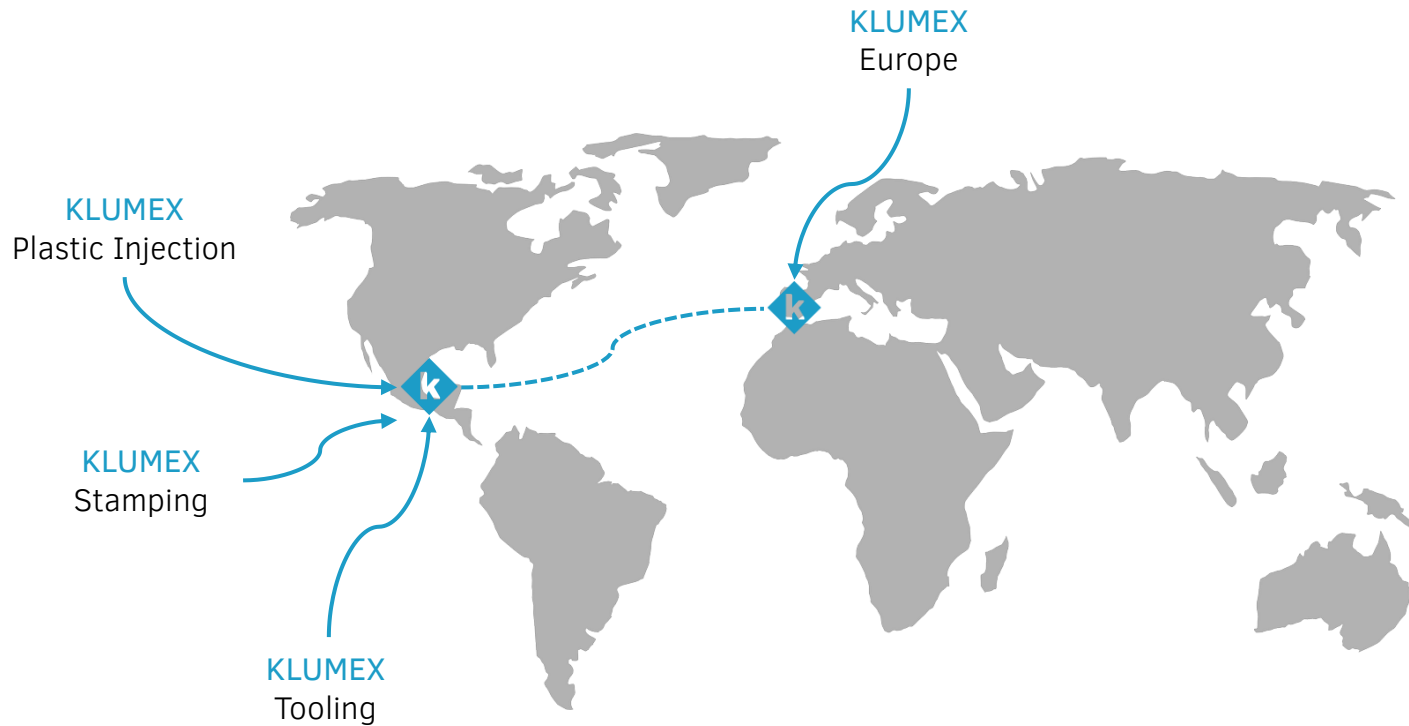 KLUMEX
Europe
KLUMEX
Plastic Injection
k
k
KLUMEX
Stamping
KLUMEX
Tooling